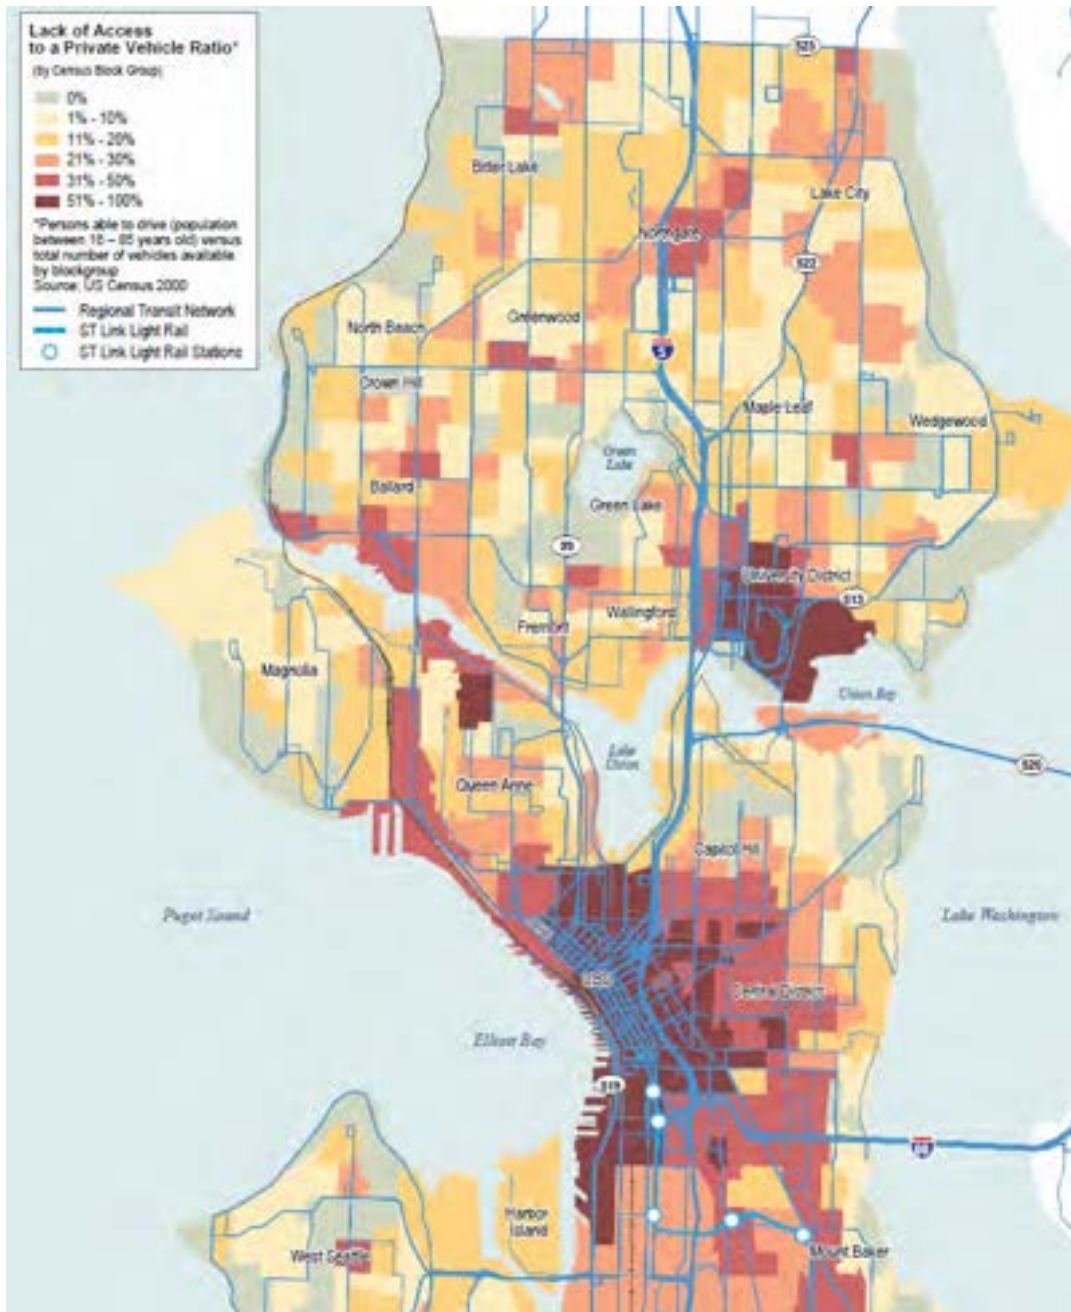 Lack of Access
to a Private Vehicle Ratio*
(by Census Block Group)
0%
1% - 10%
11% - 20%
21% - 30%
31% - 50%
51% - 100%
*Persons able to drive (population
between 16 – 85 years old) versus
total number of vehicles available
by blockgroup
Source: US Census 2000
Regional Transit Network
ST Link Light Rail
ST Link Light Rail Stations
523
Bitter Lake
Lake City
Northgate
522
North Beach
Greenwood
5
Crown Hill
Maple Leaf
Wedgewood
Green
Lake
Ballard
Green Lake
99
University District
513
Wallingford
Fremont
Magnolia
Union Bay
Lake
Union
520
Queen Anne
Capitol Hill
Puget Sound
Lake Washington
CBD
Central District
Elliott Bay
519
90
Harbor
Island
West Seattle
Mount Baker